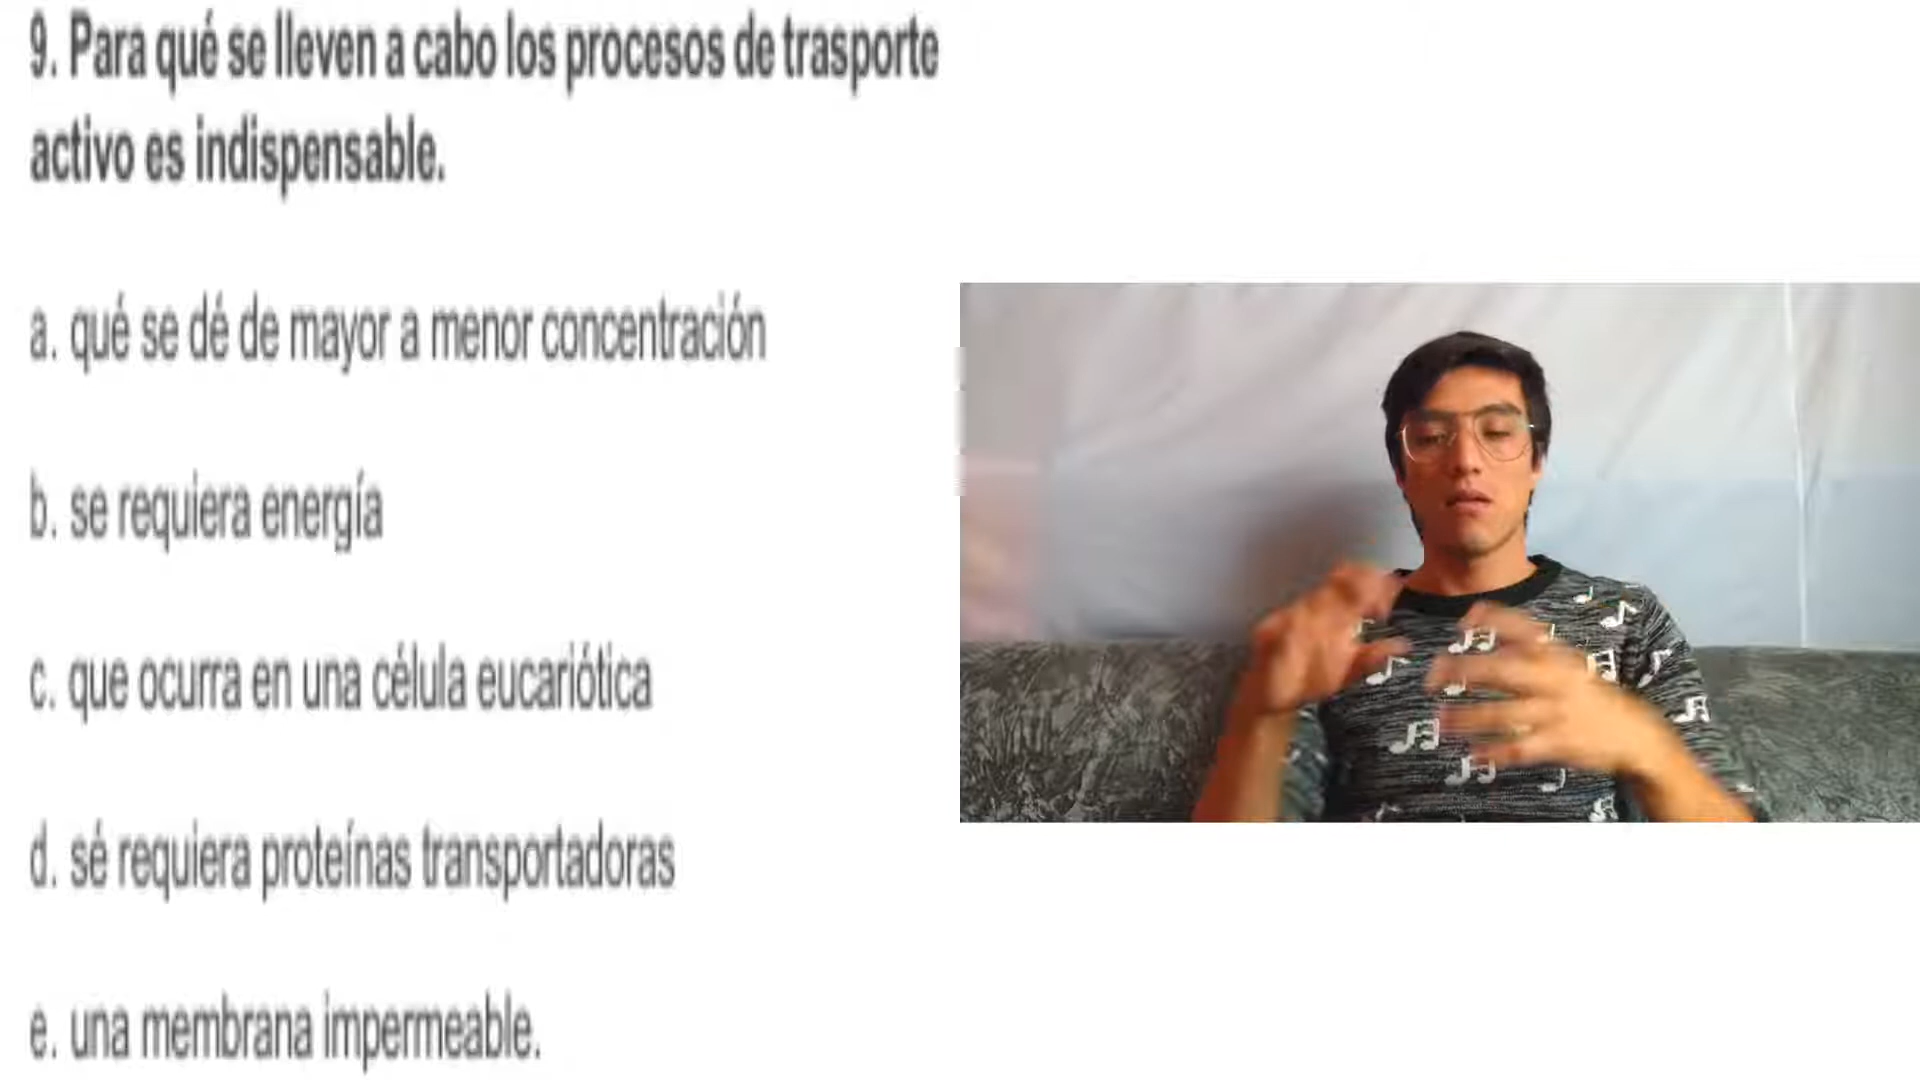 9. Para qué se lleven a cabo los procesos de trasporte
activo es indispensable.
a. qué se dé de mayor a menor concentración
b. se requiera energía
c. que ocurra en una célula eucariótica
d. sé requiera proteínas transportadoras
e. una membrana impermeable.